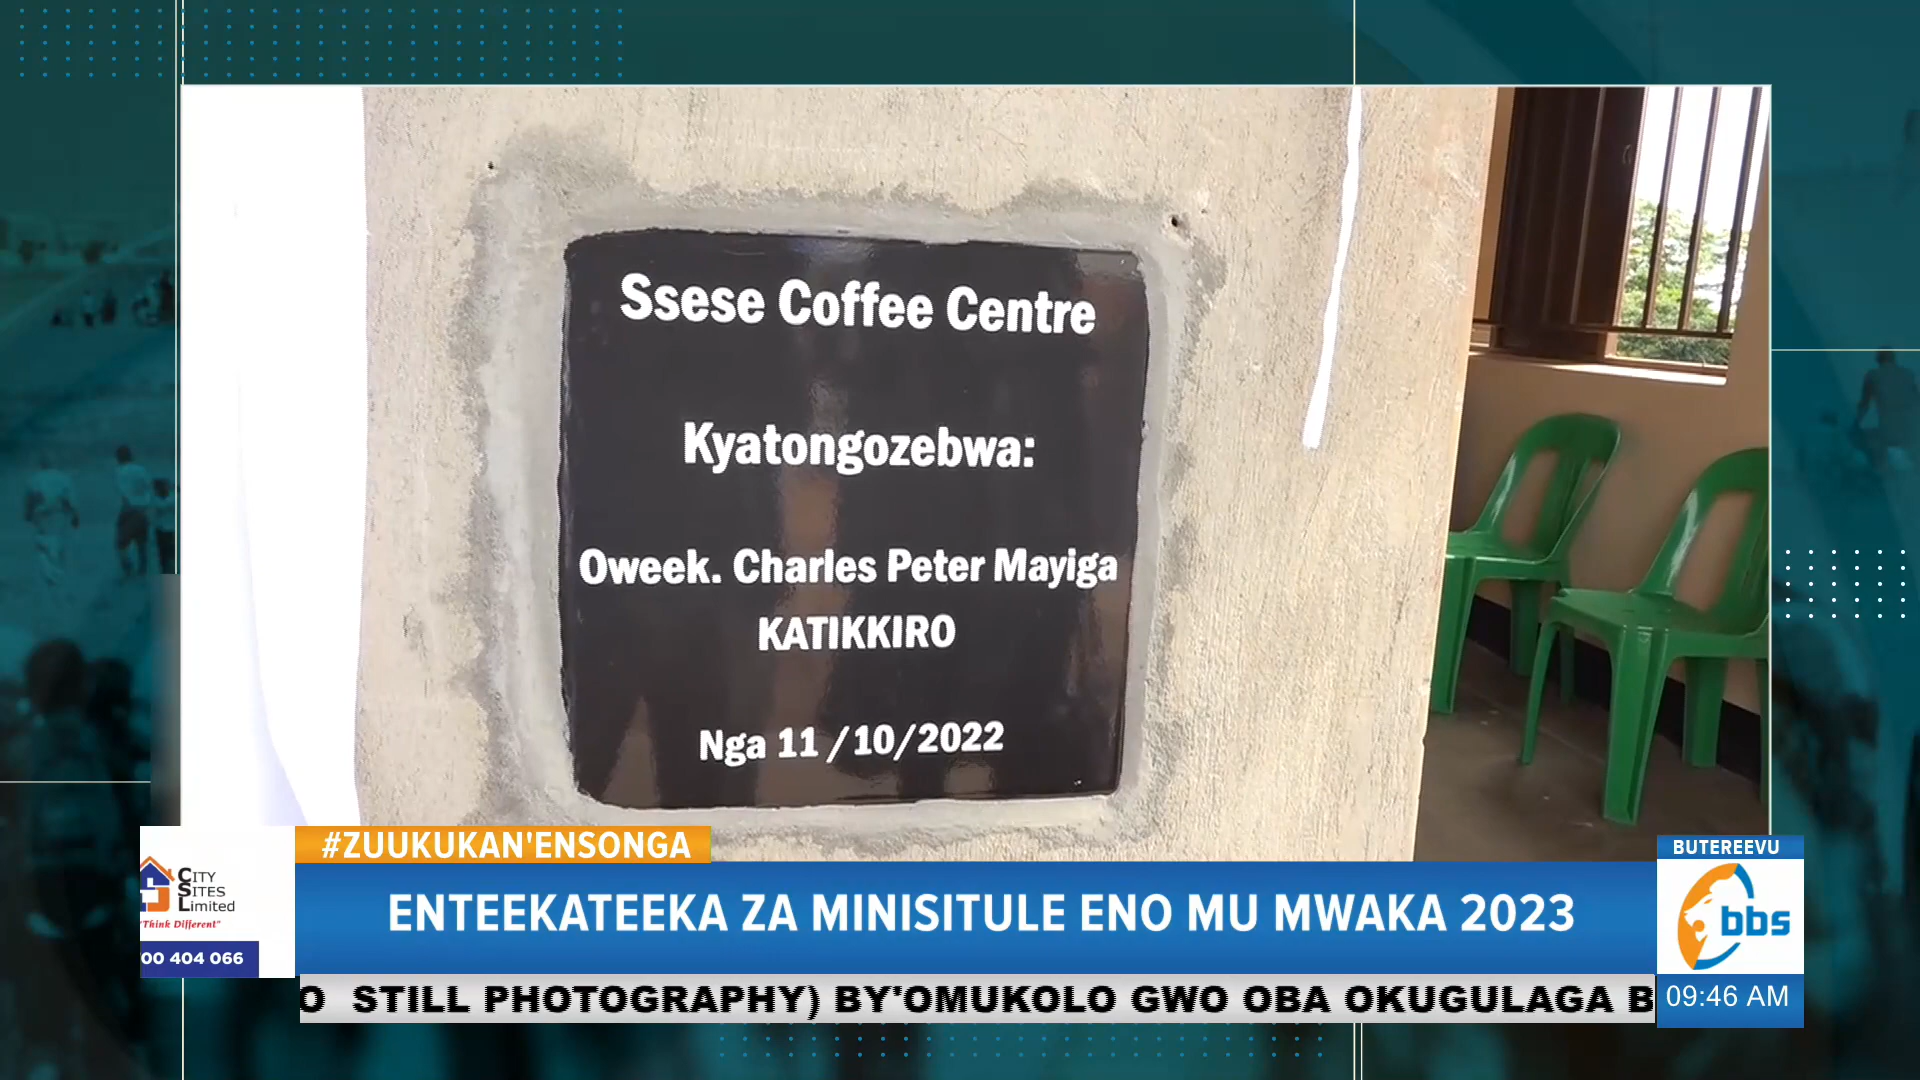 Ssese Coffee Centre
Kyatongozebwa:
Oweek. Charles Peter Mayiga
KATIKKIRO
Nga 11 /10/2022
#ZUUKUKAN'ENSONGA
ENTEEKATEEKA ZA MINISITULE ENO MU MWAKA 2023
CITY
SITES
Limited
"Think Different"
00 404 066
BUTEREEVU
bbs
O STILL PHOTOGRAPHY) BY'OMUKOLO GWO OBA OKUGULAGA B
09:46 AM